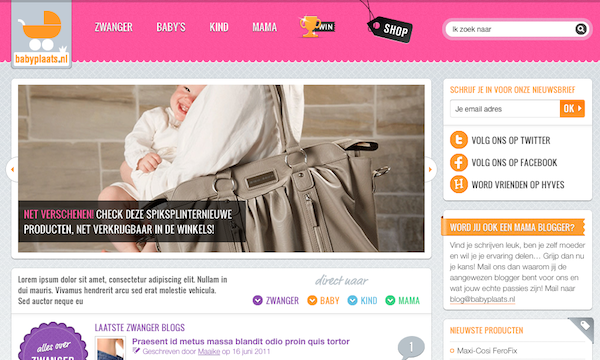 babyplaats.nl
ZWANGER
BABY'S
KIND
MAMA
WIN
SHOP
Ik zoek naar
NET VERSCHENEN! CHECK DEZE SPIKSPLINTERNIEUWE
PRODUCTEN, NET VERKRIJGBAAR IN DE WINKELS!
SCHRIJF JE IN VOOR ONZE NIEUWSBRIEF
Je email adres
OK
VOLG ONS OP TWITTER
VOLG ONS OP FACEBOOK
WORD VRIENDEN OP HYVES
WORD JIJ OOK EEN MAMA BLOGGER?
Vind je schrijven leuk, ben je zelf moeder
en wil je je ervaring delen... Grijp dan nu
je kans! Mail ons dan waarom jij de
aangewezen blogger bent voor ons en
wat jouw echte passies zijn! Mail naar
blog@babyplaats.nl
NIEUWSTE PRODUCTEN
Maxi-Cosi FeroFix
Lorem ipsum dolor sit amet, consectetur adipiscing elit. Nullam in
dui mauris. Vivamus hendrerit arcu sed erat molestie vehicula.
Sed auctor neque eu
direct naar
ZWANGER
BABY
KIND
MAMA
alles over
ZWANGER
LAATSTE ZWANGER BLOGS
Praesent id metus massa blandit odio proin quis tortor
Geschreven door Maaike op 16 juni 2011
1